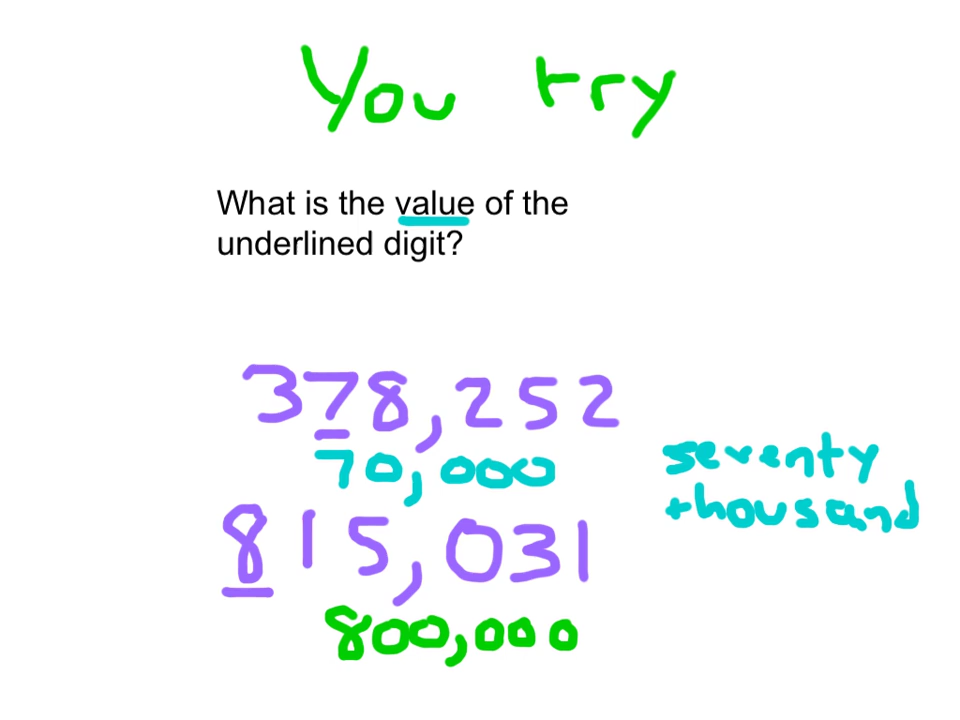 You try
What is the value of the
underlined digit?
378,252
70,000
seventy
thousand
815,031
800,000